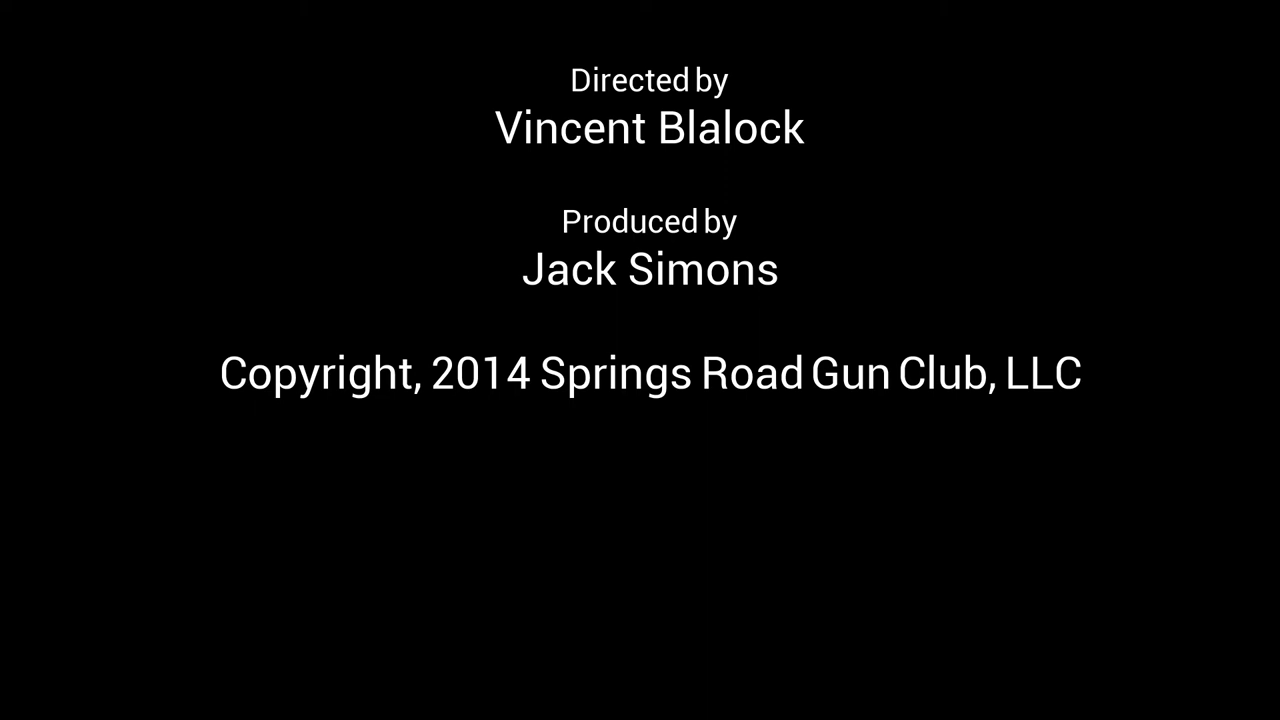 Directed by
Vincent Blalock
Produced by
Jack Simons
Copyright, 2014 Springs Road Gun Club, LLC